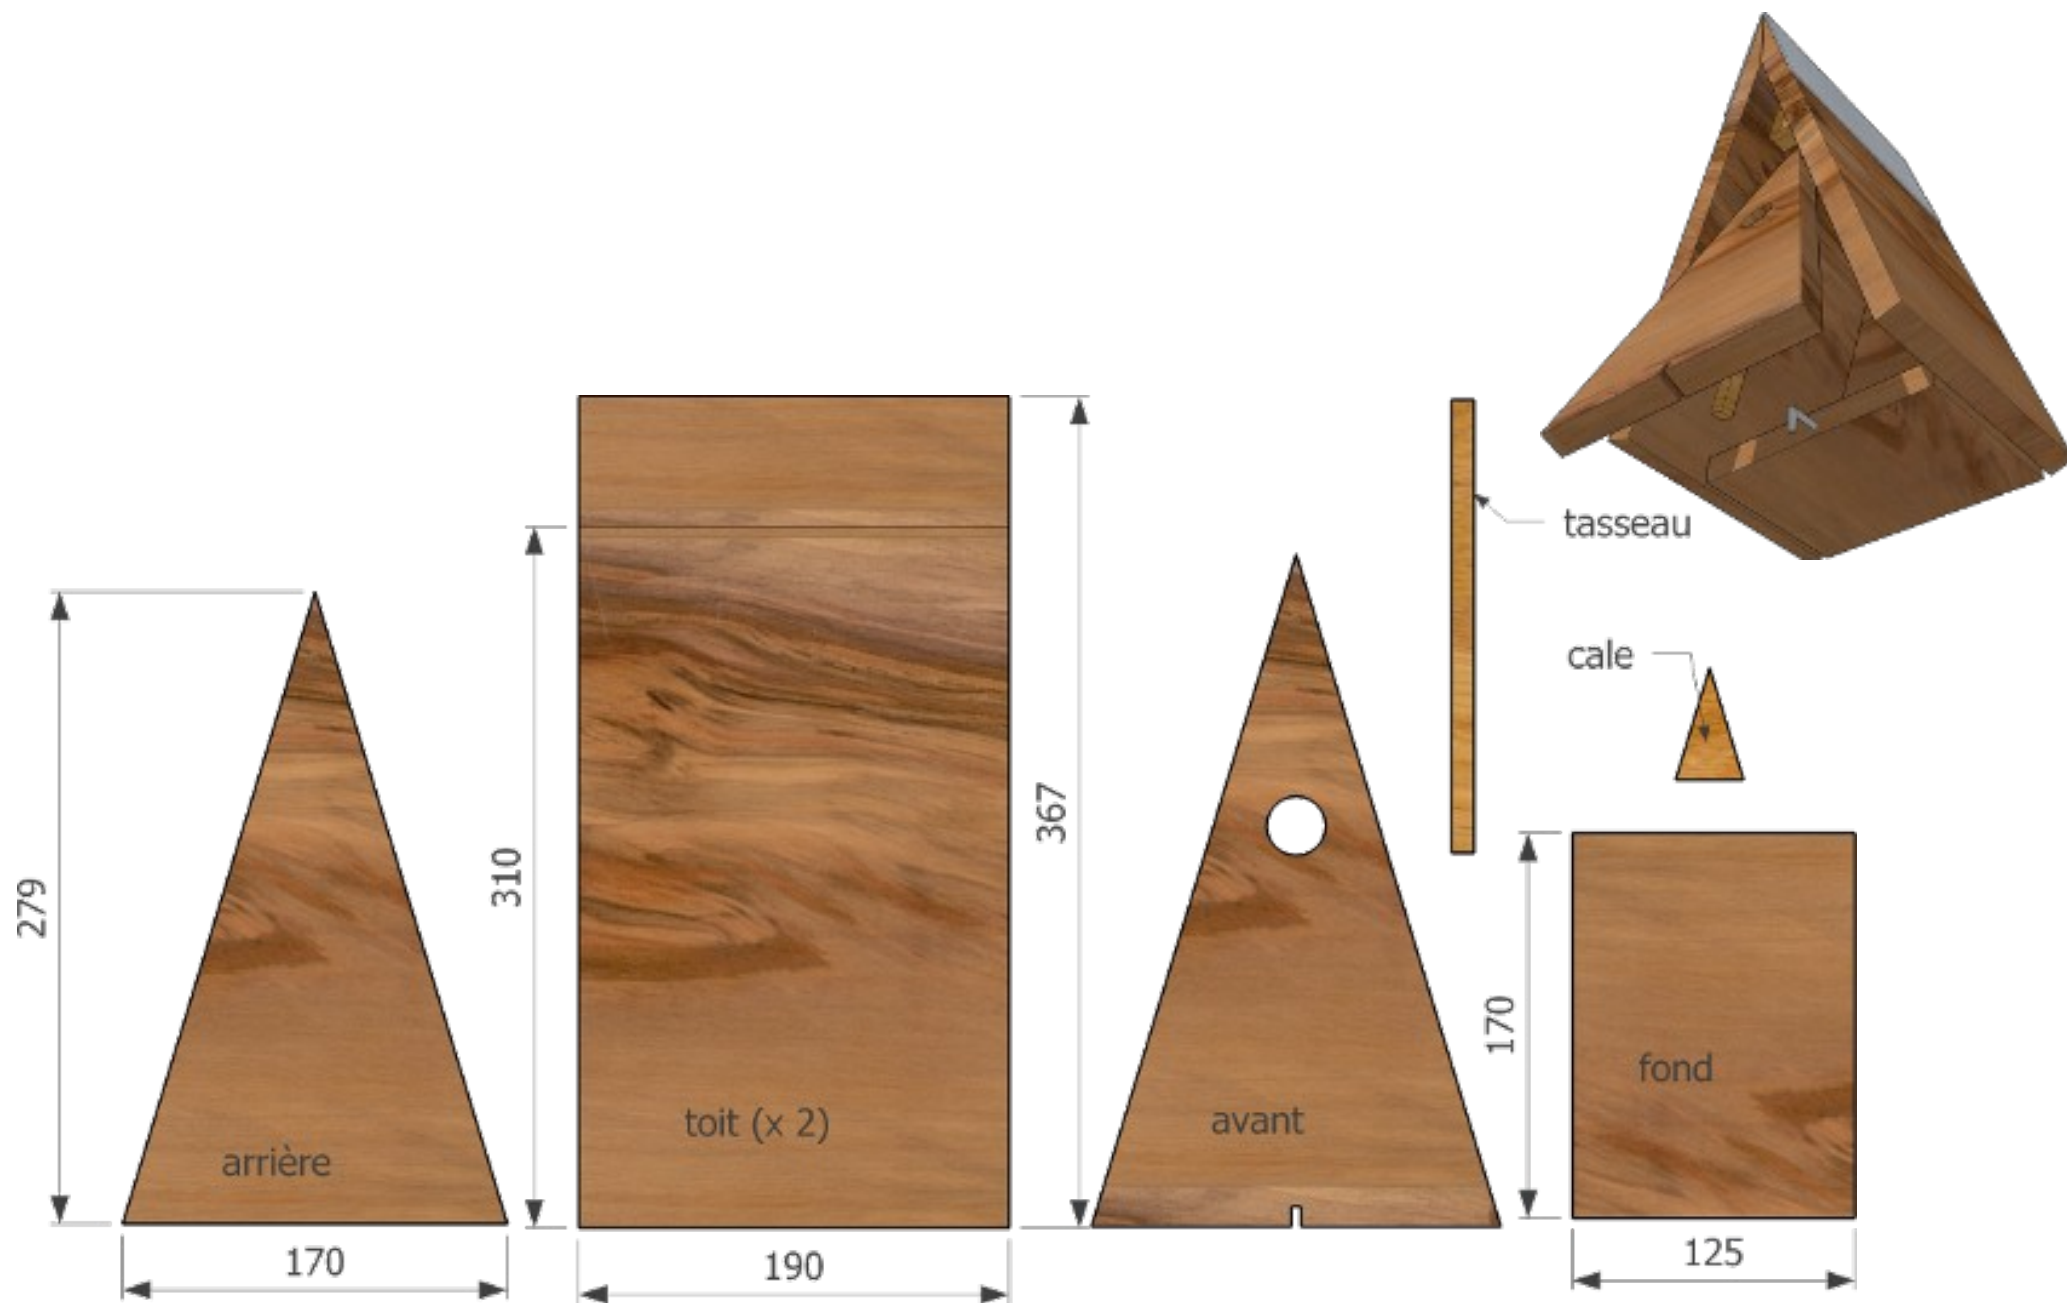 tasseau
cale
279
310
367
170
toit (x 2)
avant
fond
arrière
170
190
125